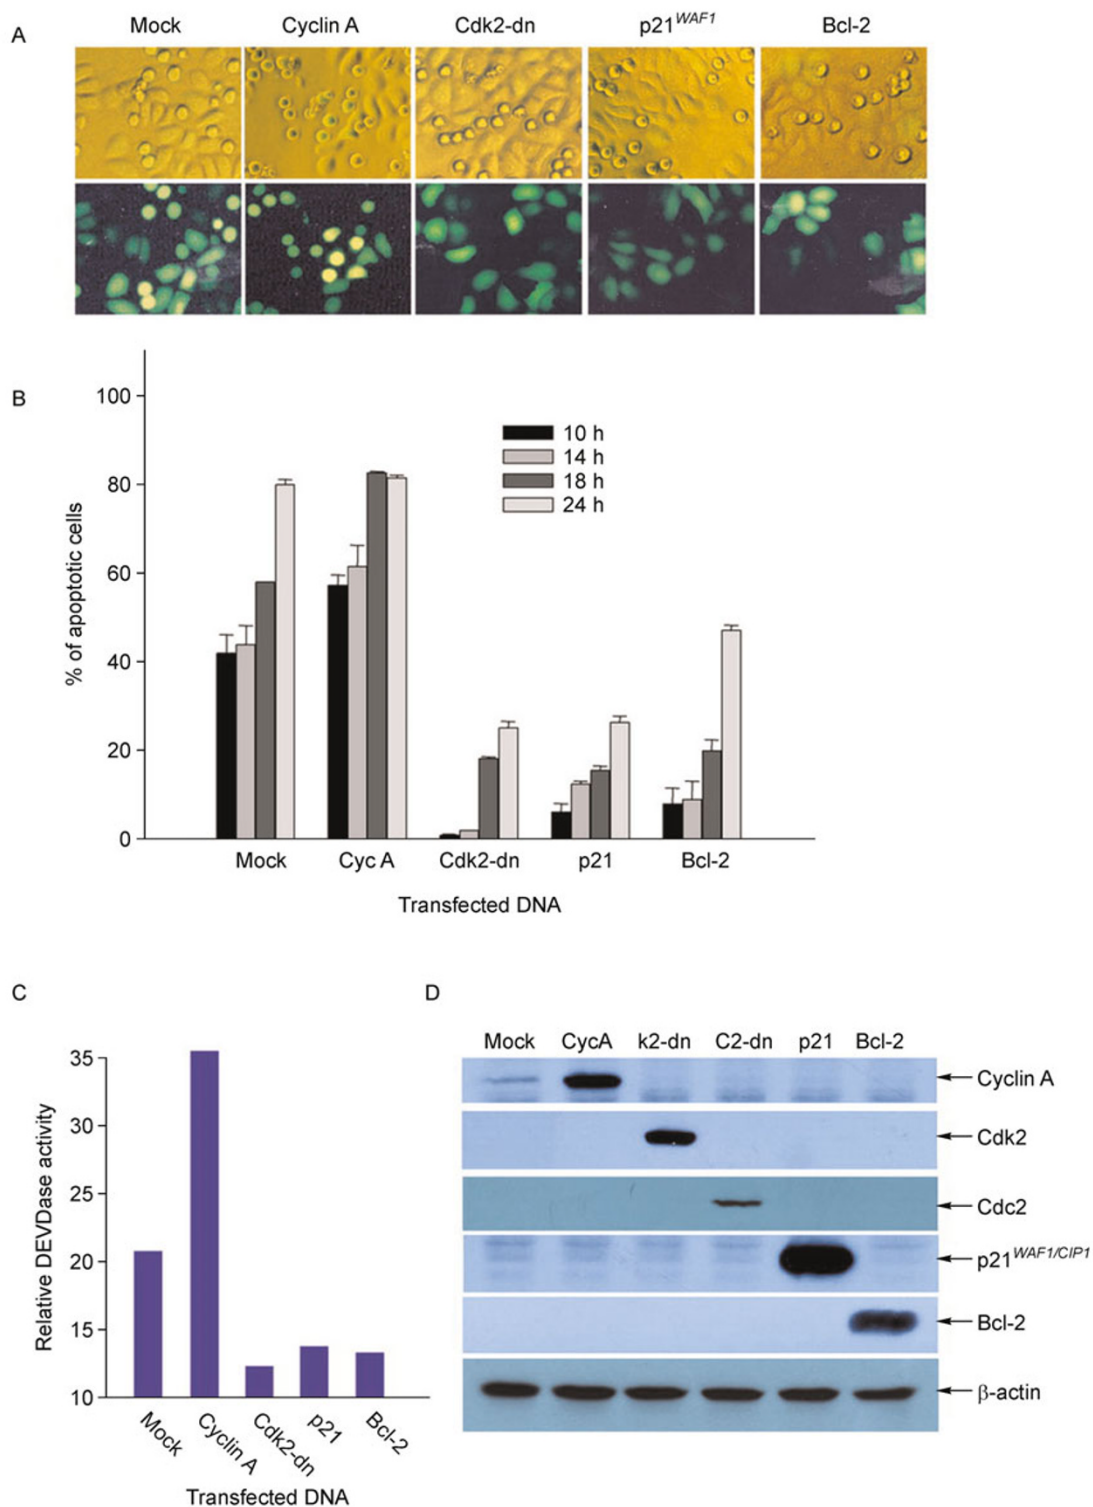 A
Mock Cyclin A Cdk2-dn p21WAF1 Bcl-2
B
100
80
60
40
20
0
% of apoptotic cells
10 h
14 h
18 h
24 h
Mock Cyc A Cdk2-dn p21 Bcl-2
Transfected DNA
C
35
30
25
20
15
10
Relative DEVDase activity
Mock Cyclin A Cdk2-dn p21 Bcl-2
Transfected DNA
D
Mock CycA k2-dn C2-dn p21 Bcl-2
Cyclin A
Cdk2
Cdc2
p21WAF1/CIP1
Bcl-2
β-actin